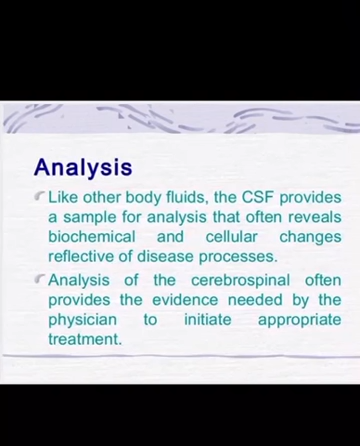 Analysis
Like other body fluids, the CSF provides
a sample for analysis that often reveals
biochemical and cellular changes
reflective of disease processes.
Analysis of the cerebrospinal often
provides the evidence needed by the
physician to initiate appropriate
treatment.